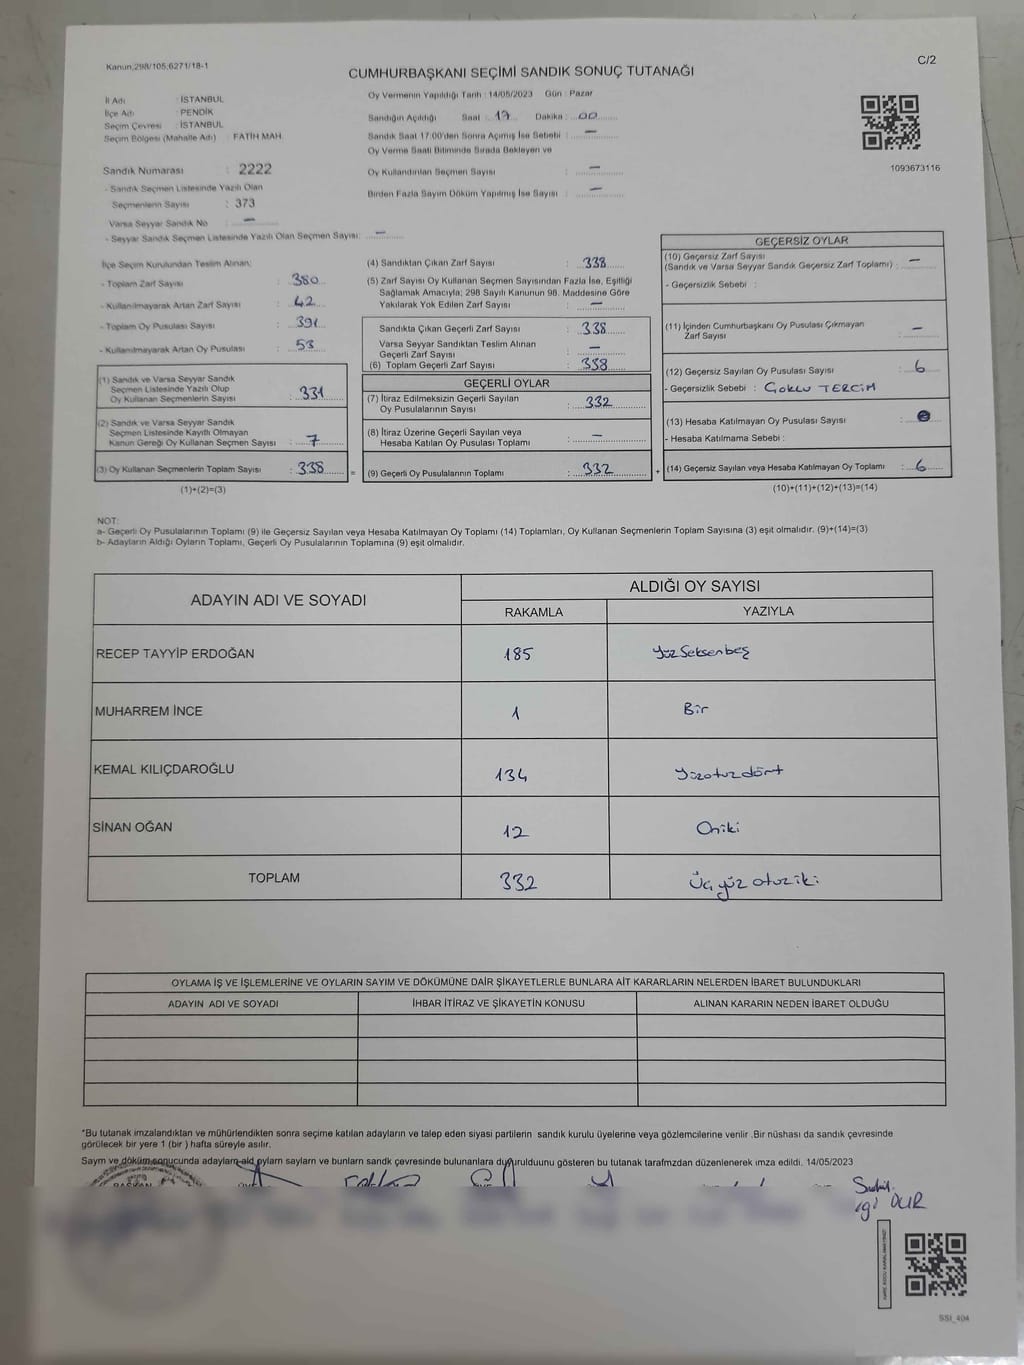 Kanun,298/105;6271/18-1
C/2
CUMHURBAŞKANI SEÇİMİ SANDIK SONUÇ TUTANAĞI
İl Adı : İSTANBUL
İlçe Adı : PENDİK
Seçim Çevresi : İSTANBUL
Seçim Bölgesi (Mahalle Adı) : FATİH MAH.
Oy Vermenin Yapıldığı Tarih : 14/05/2023 Gün : Pazar
Sandığın Açıldığı Saat : 17 Dakika : 00
Sandık Saat 17:00'den Sonra Açımış İse Sebebi : —
Oy Verme Saati Bitiminde Sırada Bekleyen ve
Oy Kullandırılan Seçmen Sayısı : —
Birden Fazla Sayım Döküm Yapılmış İse Sayısı : —
1093673116
Sandık Numarası : 2222
- Sandık Seçmen Listesinde Yazılı Olan
Seçmenlerin Sayısı : 373
Varsa Seyyar Sandık No : —
- Seyyar Sandık Seçmen Listesinde Yazılı Olan Seçmen Sayısı: —
İlçe Seçim Kurulundan Teslim Alınan:
- Toplam Zarf Sayısı : 380
- Kullanılmayarak Artan Zarf Sayısı : 42
- Toplam Oy Pusulası Sayısı : 391
- Kullanılmayarak Artan Oy Pusulası : 53
(1) Sandık ve Varsa Seyyar Sandık
Seçmen Listesinde Yazılı Olup
Oy Kullanan Seçmenlerin Sayısı : 331
(2) Sandık ve Varsa Seyyar Sandık
Seçmen Listesinde Kayıtlı Olmayan
Kanun Gereği Oy Kullanan Seçmen Sayısı : 7
(3) Oy Kullanan Seçmenlerin Toplam Sayısı : 338 =
(1)+(2)=(3)
(4) Sandıktan Çıkan Zarf Sayısı : 338
(5) Zarf Sayısı Oy Kullanan Seçmen Sayısından Fazla İse, Eşitliği
Sağlamak Amacıyla; 298 Sayılı Kanunun 98. Maddesine Göre
Yakılarak Yok Edilen Zarf Sayısı : —
Sandıkta Çıkan Geçerli Zarf Sayısı : 338
Varsa Seyyar Sandıktan Teslim Alınan
Geçerli Zarf Sayısı : —
(6) Toplam Geçerli Zarf Sayısı : 338
GEÇERLİ OYLAR
(7) İtiraz Edilmeksizin Geçerli Sayılan
Oy Pusulalarının Sayısı : 332
(8) İtiraz Üzerine Geçerli Sayılan veya
Hesaba Katılan Oy Pusulası Toplamı : —
(9) Geçerli Oy Pusulalarının Toplamı : 332 +
GEÇERSİZ OYLAR
(10) Geçersiz Zarf Sayısı
(Sandık ve Varsa Seyyar Sandık Geçersiz Zarf Toplamı) : —
- Geçersizlik Sebebi :
(11) İçinden Cumhurbaşkanı Oy Pusulası Çıkmayan
Zarf Sayısı : —
(12) Geçersiz Sayılan Oy Pusulası Sayısı : 6
- Geçersizlik Sebebi : ÇOKLU TERCİH
(13) Hesaba Katılmayan Oy Pusulası Sayısı :
- Hesaba Katılmama Sebebi :
(14) Geçersiz Sayılan veya Hesaba Katılmayan Oy Toplamı : 6
(10)+(11)+(12)+(13)=(14)
NOT:
a- Geçerli Oy Pusulalarının Toplamı (9) ile Geçersiz Sayılan veya Hesaba Katılmayan Oy Toplamı (14) Toplamları, Oy Kullanan Seçmenlerin Toplam Sayısına (3) eşit olmalıdır. (9)+(14)=(3)
b- Adayların Aldığı Oyların Toplamı, Geçerli Oy Pusulalarının Toplamına (9) eşit olmalıdır.
ADAYIN ADI VE SOYADI
ALDIĞI OY SAYISI
RAKAMLA YAZIYLA
RECEP TAYYİP ERDOĞAN 185 YüzSeksenbeş
MUHARREM İNCE 1 Bir
KEMAL KILIÇDAROĞLU 134 Yüzotuzdört
SİNAN OĞAN 12 Oniki
TOPLAM 332 Üçyüz otuziki
OYLAMA İŞ VE İŞLEMLERİNE VE OYLARIN SAYIM VE DÖKÜMÜNE DAİR ŞİKAYETLERLE BUNLARA AİT KARARLARIN NELERDEN İBARET BULUNDUKLARI
ADAYIN ADI VE SOYADI İHBAR İTİRAZ VE ŞİKAYETİN KONUSU ALINAN KARARIN NEDEN İBARET OLDUĞU
*Bu tutanak imzalandıktan ve mühürlendikten sonra seçime katılan adayların ve talep eden siyasi partilerin sandık kurulu üyelerine veya gözlemcilerine verilir .Bir nüshası da sandık çevresinde
görülecek bir yere 1 (bir ) hafta süreyle asılır.
Sayım ve döküm sonucunda adayların ald oyların sayları ve bunların sandk çevresinde bulunanlara duyurulduunu gösteren bu tutanak tarafmzdan düzenlenerek imza edildi. 14/05/2023
BAŞKAN
SSİ_404